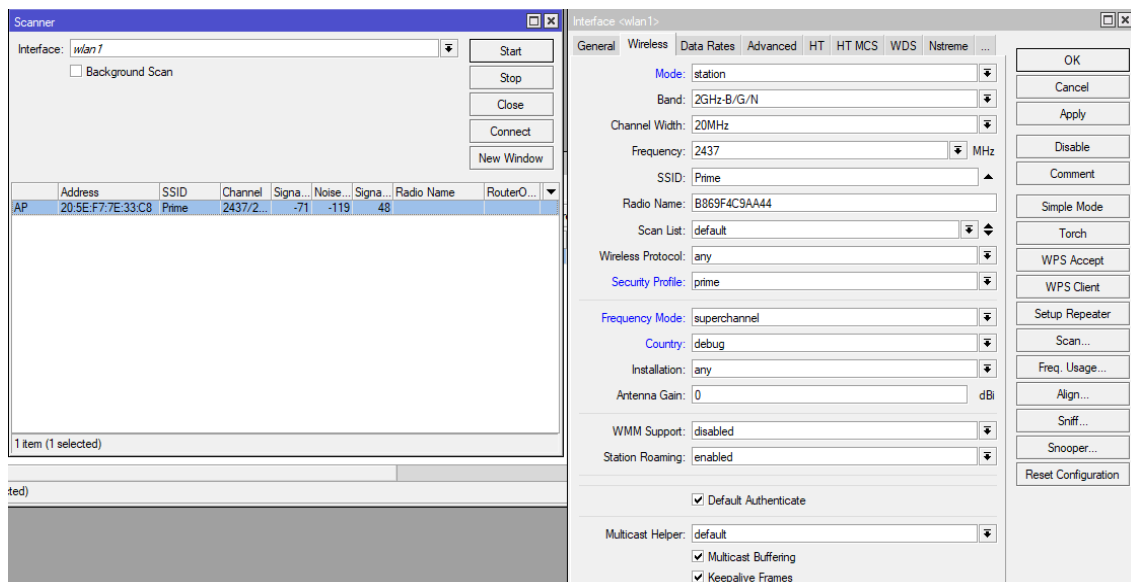 Scanner
Interface: wlan1
Start
Background Scan
Stop
Close
Connect
New Window
Address SSID Channel Signa... Noise... Signa... Radio Name RouterO...
AP 20:5E:F7:7E:33:C8 Prime 2437/2... -71 -119 48
1 item (1 selected)
cted)
Interface <wlan1>
General Wireless Data Rates Advanced HT HT MCS WDS Nstreme ...
Mode: station
Band: 2GHz-B/G/N
Channel Width: 20MHz
Frequency: 2437 MHz
SSID: Prime
Radio Name: B869F4C9AA44
Scan List: default
Wireless Protocol: any
Security Profile: prime
Frequency Mode: superchannel
Country: debug
Installation: any
Antenna Gain: 0 dBi
WMM Support: disabled
Station Roaming: enabled
Default Authenticate
Multicast Helper: default
Multicast Buffering
Keepalive Frames
OK
Cancel
Apply
Disable
Comment
Simple Mode
Torch
WPS Accept
WPS Client
Setup Repeater
Scan...
Freq. Usage...
Align...
Sniff...
Snooper...
Reset Configuration